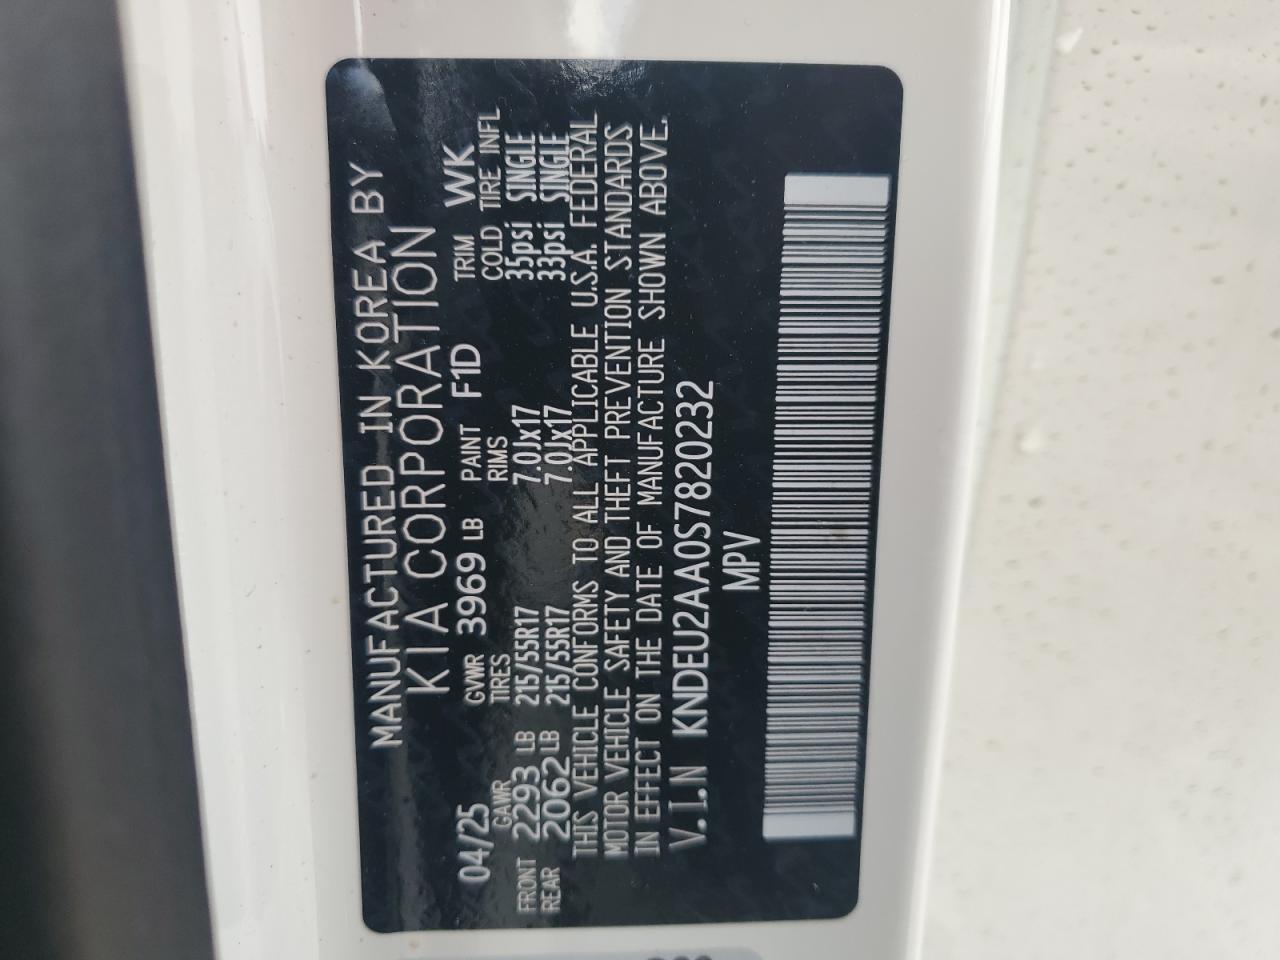 MANUFACTURED IN KOREA BY
KIA CORPORATION
04/25 GVWR 3969 LB PAINT F1D TRIM WK
GAWR TIRES RIMS COLD TIRE INFL
FRONT 2293 LB 215/55R17 7.0Jx17 35psi SINGLE
REAR 2062 LB 215/55R17 7.0Jx17 33psi SINGLE
THIS VEHICLE CONFORMS TO ALL APPLICABLE U.S.A. FEDERAL
MOTOR VEHICLE SAFETY AND THEFT PREVENTION STANDARDS
IN EFFECT ON THE DATE OF MANUFACTURE SHOWN ABOVE.
V.I.N KNDEU2AA0S7820232
MPV